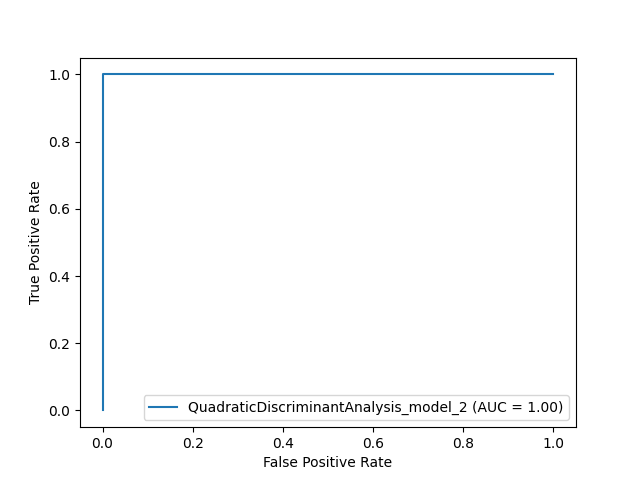 1.0
0.8
0.6
0.4
0.2
0.0
True Positive Rate
QuadraticDiscriminantAnalysis_model_2 (AUC = 1.00)
0.0 0.2 0.4 0.6 0.8 1.0
False Positive Rate